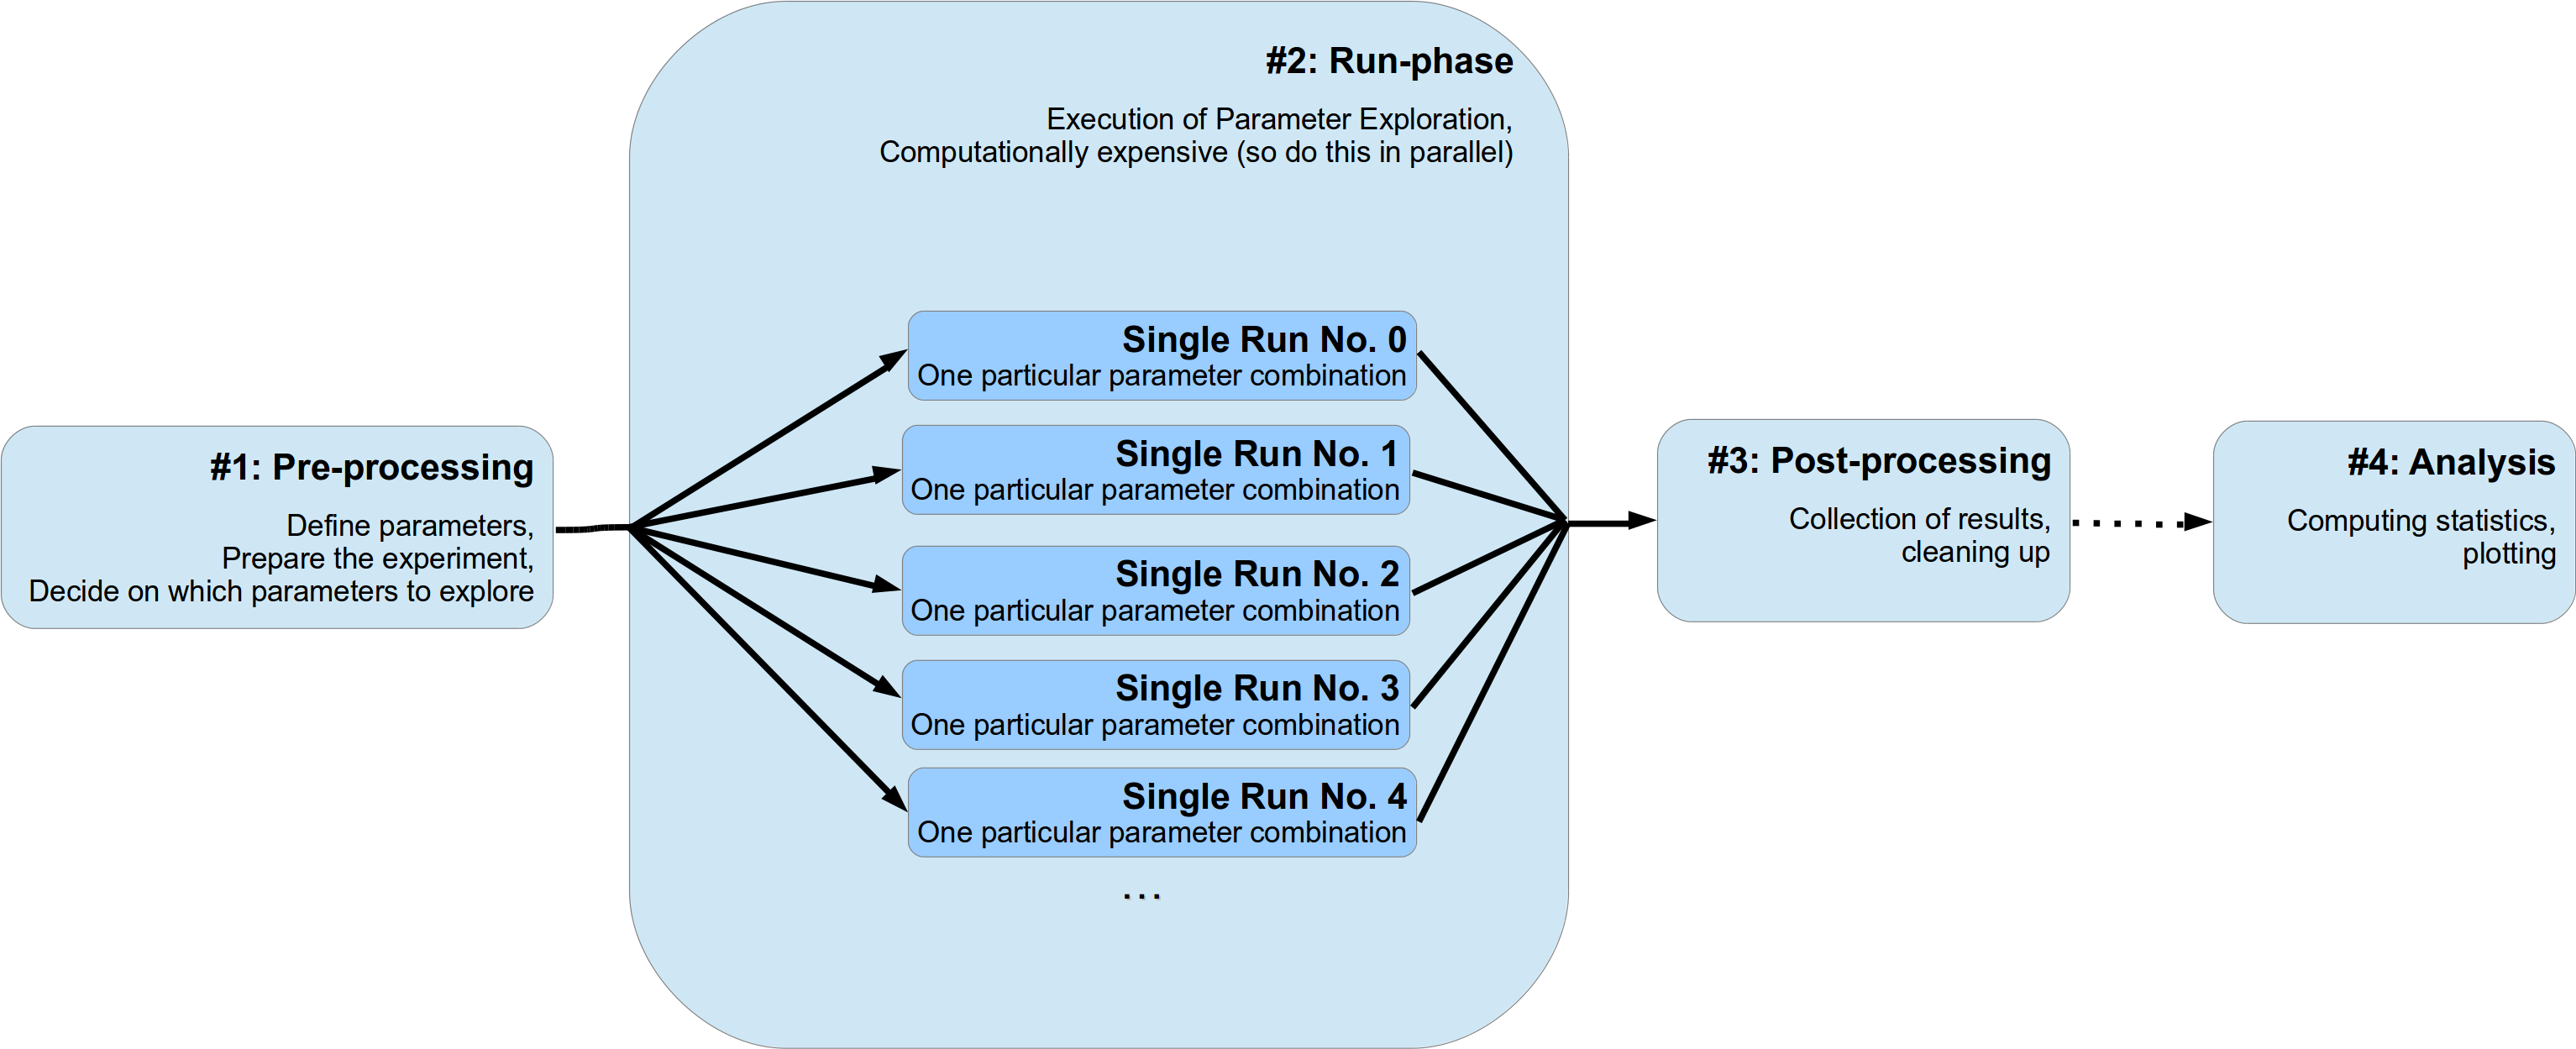 #1: Pre-processing
Define parameters,
Prepare the experiment,
Decide on which parameters to explore
#2: Run-phase
Execution of Parameter Exploration,
Computationally expensive (so do this in parallel)
Single Run No. 0
One particular parameter combination
Single Run No. 1
One particular parameter combination
Single Run No. 2
One particular parameter combination
Single Run No. 3
One particular parameter combination
Single Run No. 4
One particular parameter combination
...
#3: Post-processing
Collection of results,
cleaning up
#4: Analysis
Computing statistics,
plotting